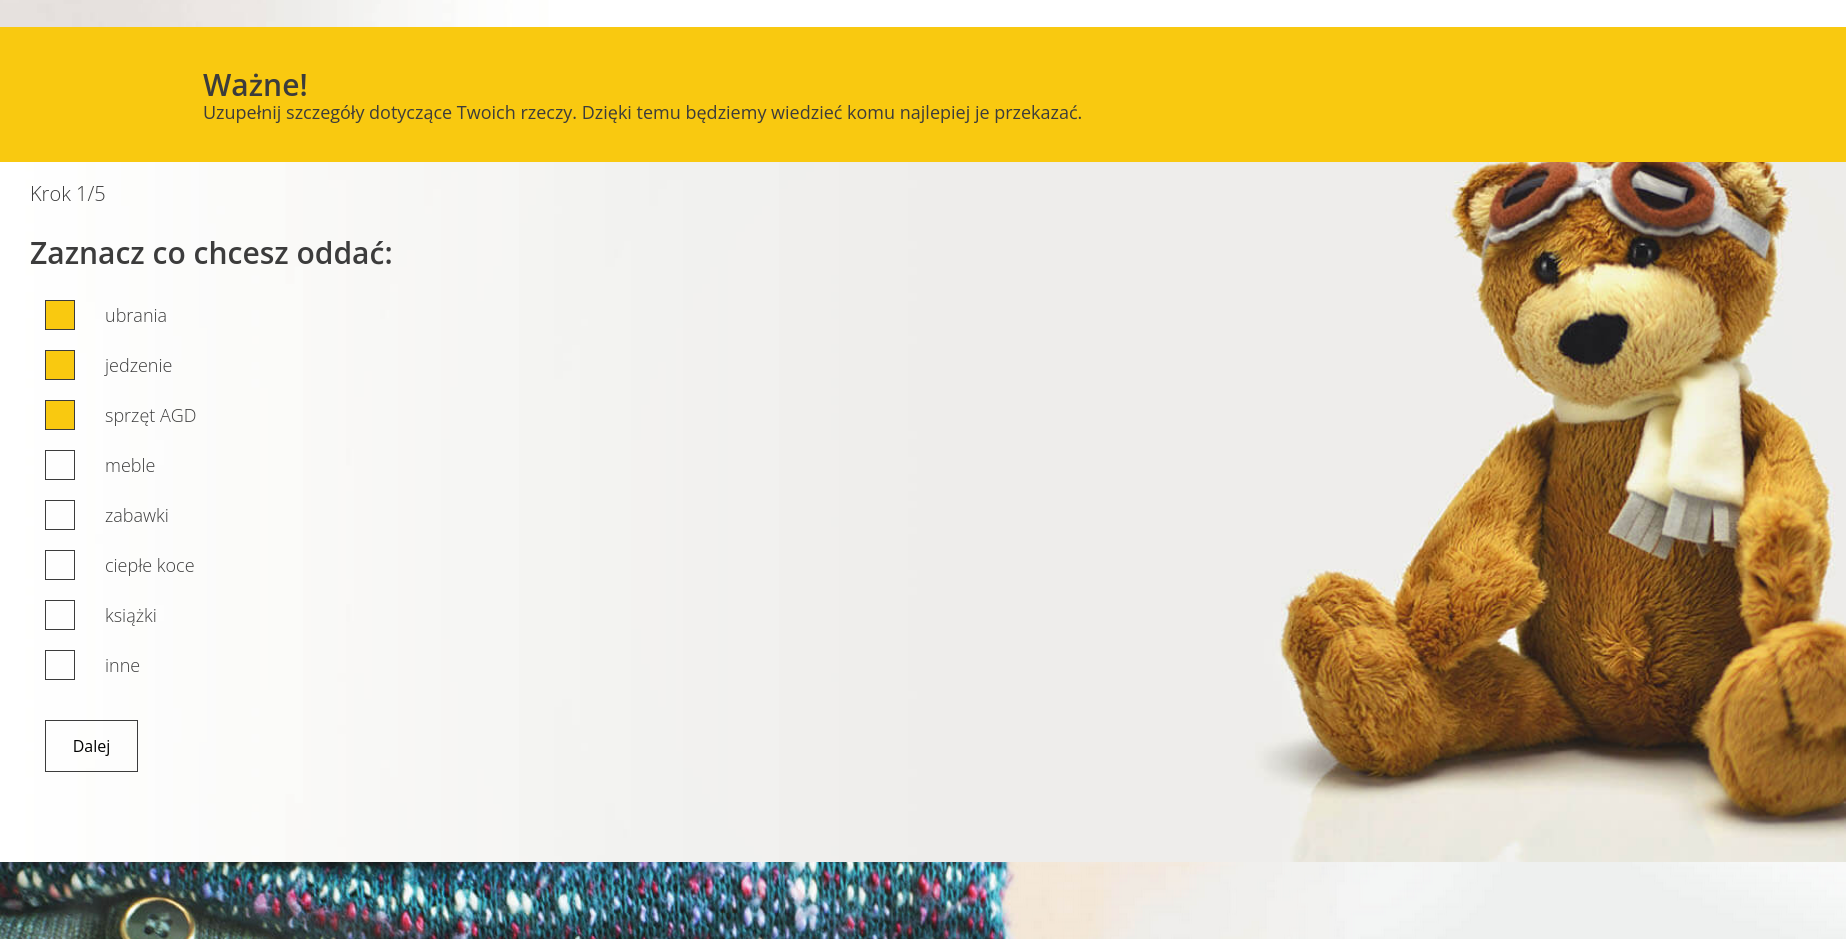 Ważne!
Uzupełnij szczegóły dotyczące Twoich rzeczy. Dzięki temu będziemy wiedzieć komu najlepiej je przekazać.
Krok 1/5
Zaznacz co chcesz oddać:
ubrania
jedzenie
sprzęt AGD
meble
zabawki
ciepłe koce
książki
inne
Dalej